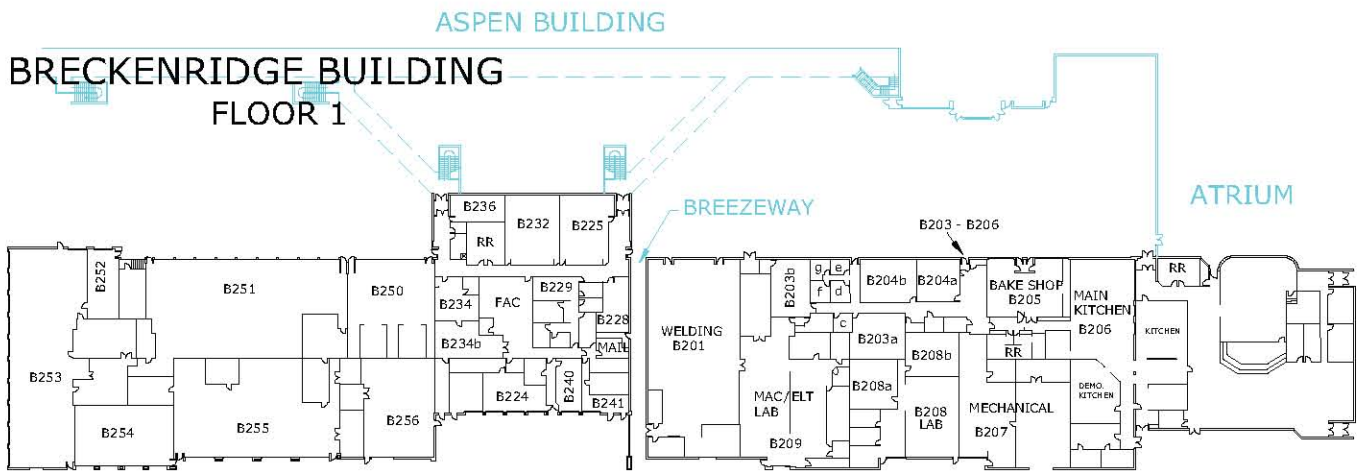 ASPEN BUILDING
BRECKENRIDGE BUILDING
FLOOR 1
ATRIUM
BREEZEWAY
B203 - B206
B236
B232
B225
RR
B252
B251
B250
B234
FAC
B229
B228
B234b
MAIL
B240
B224
B241
B253
B254
B255
B256
WELDING
B201
B203b
g
e
f
d
c
B204b
B204a
BAKE SHOP
B205
MAIN
KITCHEN
B206
RR
KITCHEN
B203a
B208b
RR
B208a
MAC/ELT
LAB
B209
B208
LAB
MECHANICAL
B207
DEMO.
KITCHEN